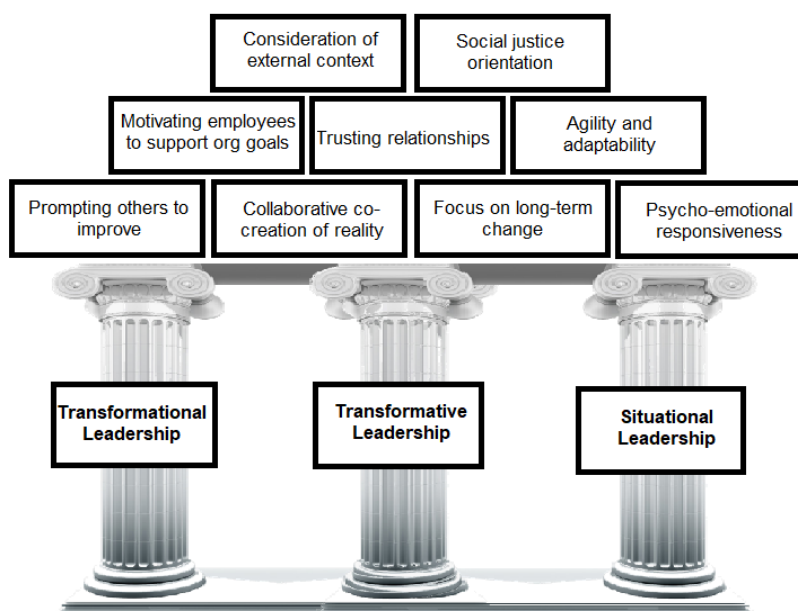 Consideration of
external context
Social justice
orientation
Motivating employees
to support org goals
Trusting relationships
Agility and
adaptability
Prompting others to
improve
Collaborative co-
creation of reality
Focus on long-term
change
Psycho-emotional
responsiveness
Transformational
Leadership
Transformative
Leadership
Situational
Leadership